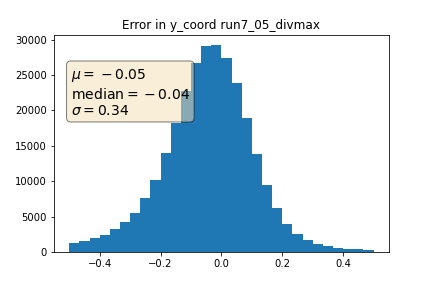 Error in y_coord run7_05_divmax
30000
25000
20000
15000
10000
5000
0
μ = −0.05
median = −0.04
σ = 0.34
−0.4 −0.2 0.0 0.2 0.4